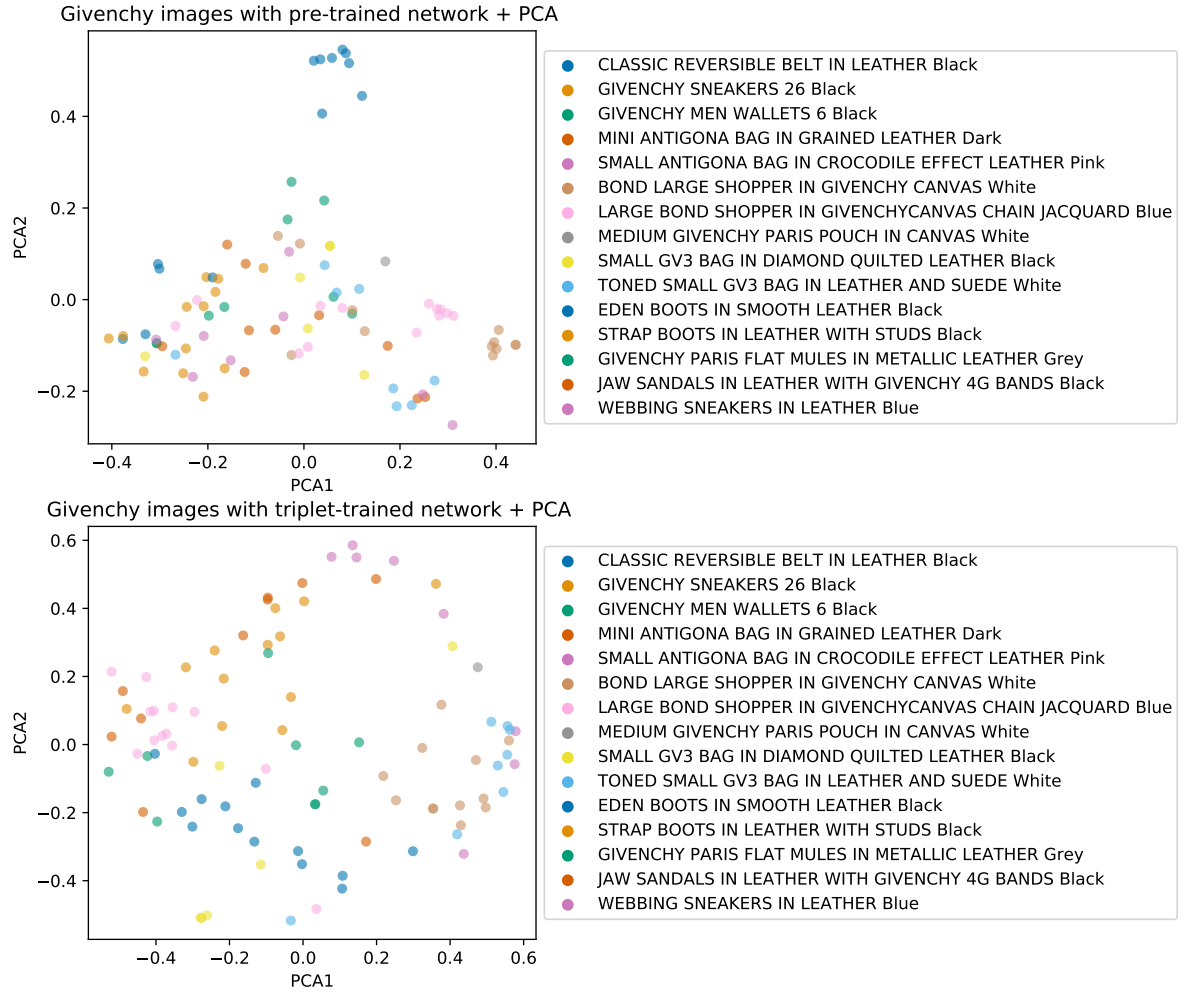 Givenchy images with pre-trained network + PCA
0.4
0.2
0.0
−0.2
PCA2
−0.4 −0.2 0.0 0.2 0.4
PCA1
CLASSIC REVERSIBLE BELT IN LEATHER Black
GIVENCHY SNEAKERS 26 Black
GIVENCHY MEN WALLETS 6 Black
MINI ANTIGONA BAG IN GRAINED LEATHER Dark
SMALL ANTIGONA BAG IN CROCODILE EFFECT LEATHER Pink
BOND LARGE SHOPPER IN GIVENCHY CANVAS White
LARGE BOND SHOPPER IN GIVENCHYCANVAS CHAIN JACQUARD Blue
MEDIUM GIVENCHY PARIS POUCH IN CANVAS White
SMALL GV3 BAG IN DIAMOND QUILTED LEATHER Black
TONED SMALL GV3 BAG IN LEATHER AND SUEDE White
EDEN BOOTS IN SMOOTH LEATHER Black
STRAP BOOTS IN LEATHER WITH STUDS Black
GIVENCHY PARIS FLAT MULES IN METALLIC LEATHER Grey
JAW SANDALS IN LEATHER WITH GIVENCHY 4G BANDS Black
WEBBING SNEAKERS IN LEATHER Blue
Givenchy images with triplet-trained network + PCA
0.6
0.4
0.2
0.0
−0.2
−0.4
PCA2
−0.4 −0.2 0.0 0.2 0.4 0.6
PCA1
CLASSIC REVERSIBLE BELT IN LEATHER Black
GIVENCHY SNEAKERS 26 Black
GIVENCHY MEN WALLETS 6 Black
MINI ANTIGONA BAG IN GRAINED LEATHER Dark
SMALL ANTIGONA BAG IN CROCODILE EFFECT LEATHER Pink
BOND LARGE SHOPPER IN GIVENCHY CANVAS White
LARGE BOND SHOPPER IN GIVENCHYCANVAS CHAIN JACQUARD Blue
MEDIUM GIVENCHY PARIS POUCH IN CANVAS White
SMALL GV3 BAG IN DIAMOND QUILTED LEATHER Black
TONED SMALL GV3 BAG IN LEATHER AND SUEDE White
EDEN BOOTS IN SMOOTH LEATHER Black
STRAP BOOTS IN LEATHER WITH STUDS Black
GIVENCHY PARIS FLAT MULES IN METALLIC LEATHER Grey
JAW SANDALS IN LEATHER WITH GIVENCHY 4G BANDS Black
WEBBING SNEAKERS IN LEATHER Blue